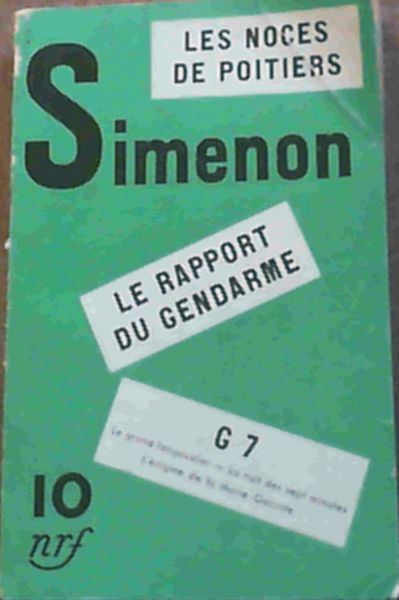 LES NOCES
DE POITIERS
Simenon
LE RAPPORT
DU GENDARME
G 7
Le grand langoustier - La nuit des sept minutes
L'énigme de la Marie-Galante
10
nrf